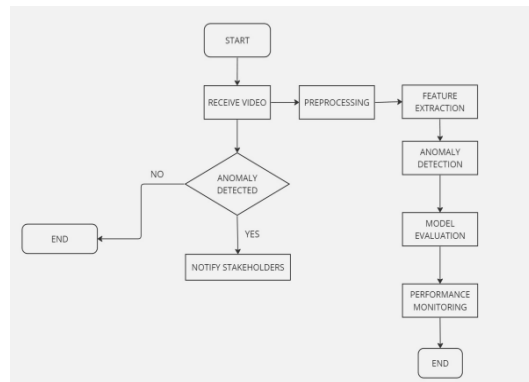 START
RECEIVE VIDEO
PREPROCESSING
FEATURE
EXTRACTION
ANOMALY
DETECTION
NO
ANOMALY
DETECTED
MODEL
EVALUATION
END
YES
NOTIFY STAKEHOLDERS
PERFORMANCE
MONITORING
END